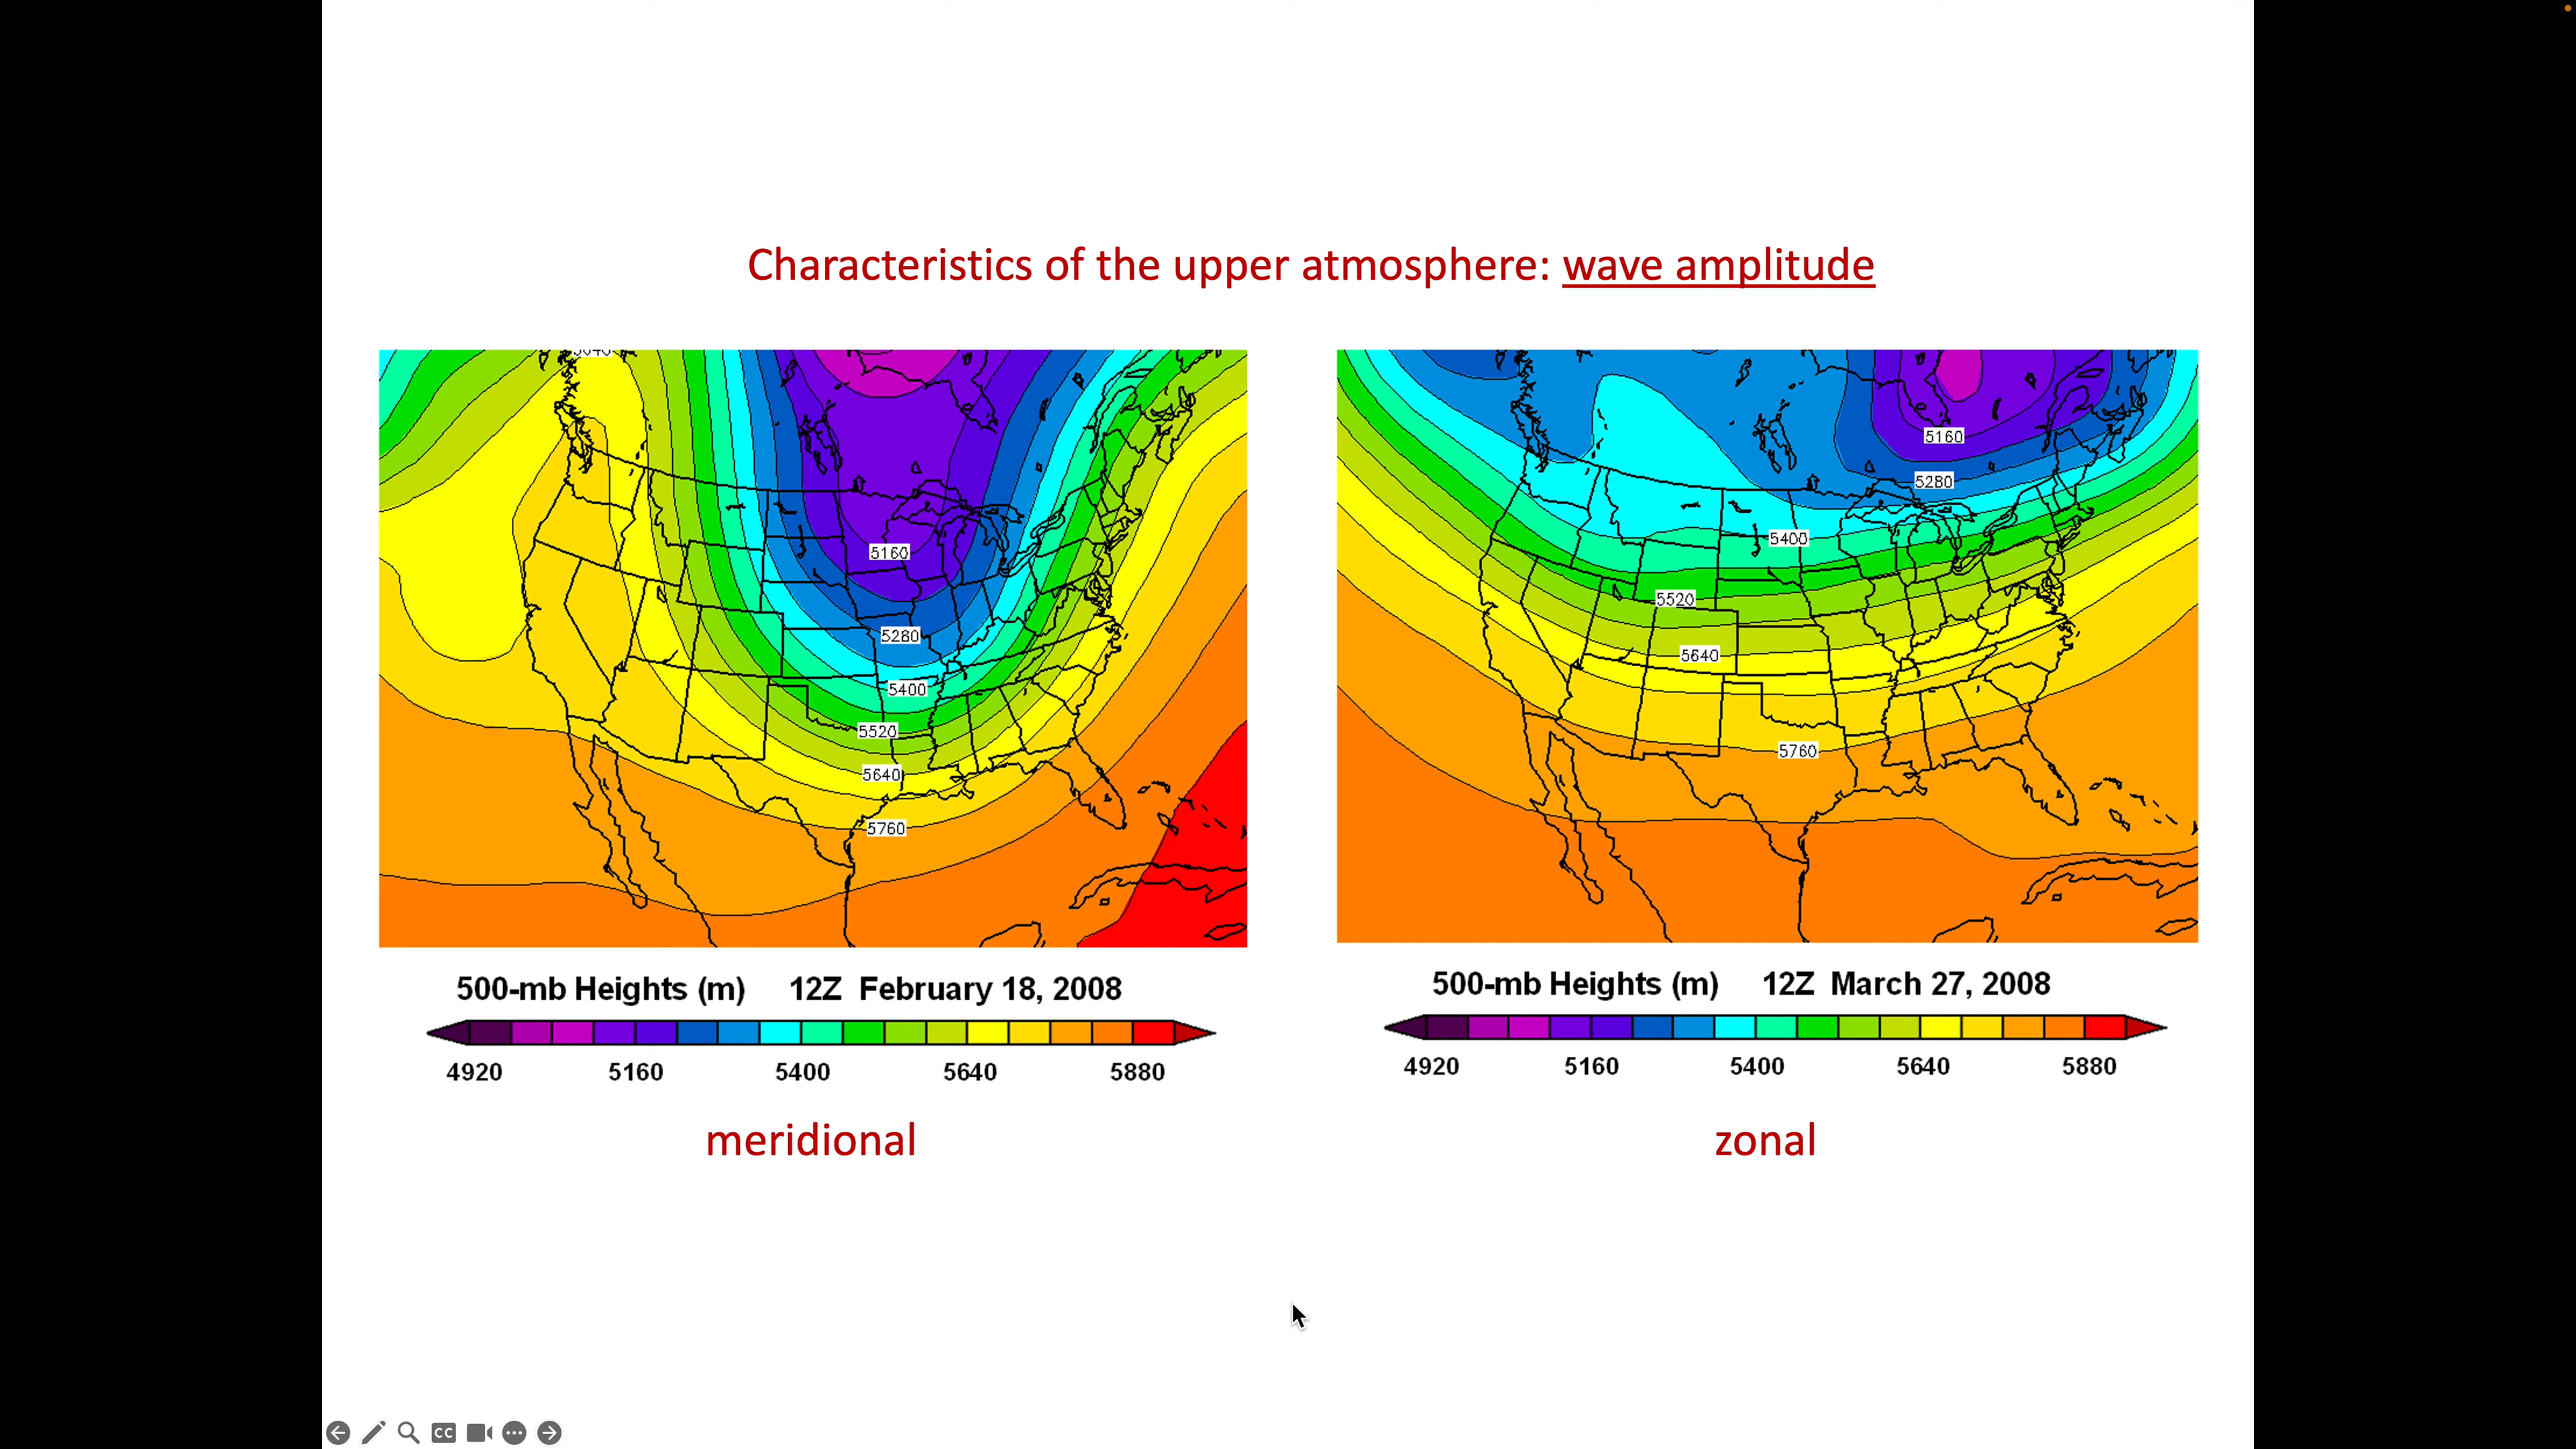 Characteristics of the upper atmosphere: wave amplitude
5640
5160
5280
5400
5520
5640
5760
500-mb Heights (m) 12Z February 18, 2008
4920 5160 5400 5640 5880
meridional
5160
5280
5400
5520
5640
5760
500-mb Heights (m) 12Z March 27, 2008
4920 5160 5400 5640 5880
zonal
CC